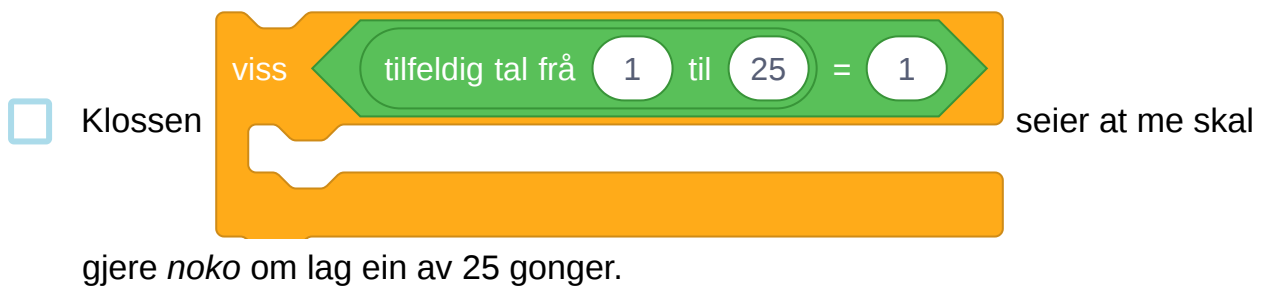 viss tilfeldig tal frå 1 til 25 = 1
Klossen seier at me skal
gjere noko om lag ein av 25 gonger.